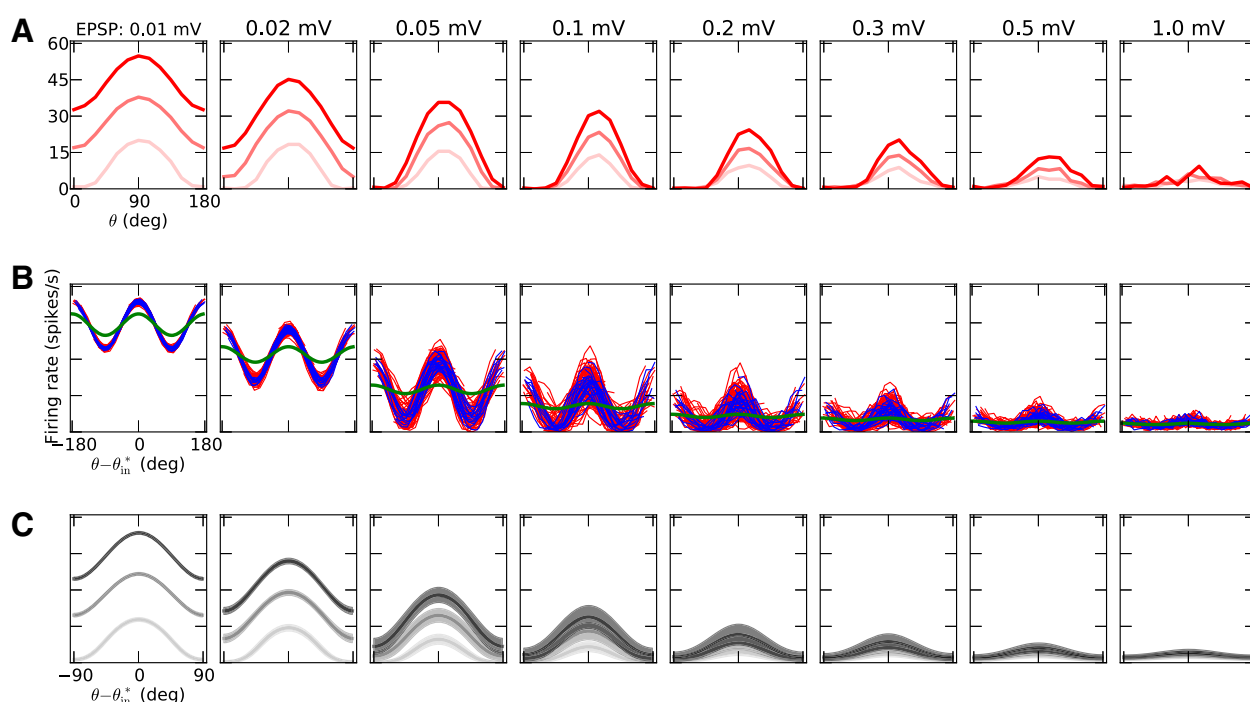 A
EPSP: 0.01 mV 0.02 mV 0.05 mV 0.1 mV 0.2 mV 0.3 mV 0.5 mV 1.0 mV
60
45
30
15
0
0 90 180
θ (deg)
B
Firing rate (spikes/s)
−180 0 180
θ−θ*in (deg)
C
−90 0 90
θ−θ*in (deg)